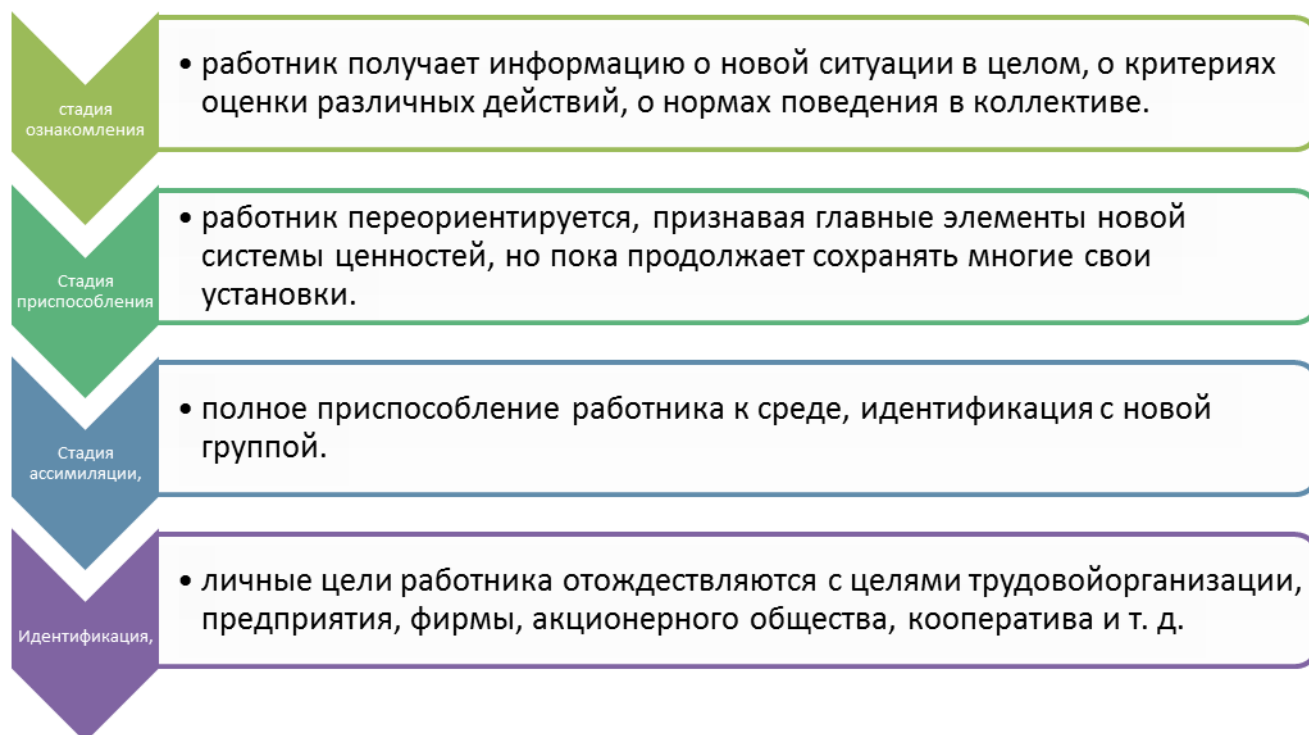 стадия
ознакомления
• работник получает информацию о новой ситуации в целом, о критериях
оценки различных действий, о нормах поведения в коллективе.
Стадия
приспособления
• работник переориентируется, признавая главные элементы новой
системы ценностей, но пока продолжает сохранять многие свои
установки.
Стадия
ассимиляции,
• полное приспособление работника к среде, идентификация с новой
группой.
Идентификация,
• личные цели работника отождествляются с целями трудовойорганизации,
предприятия, фирмы, акционерного общества, кооператива и т. д.